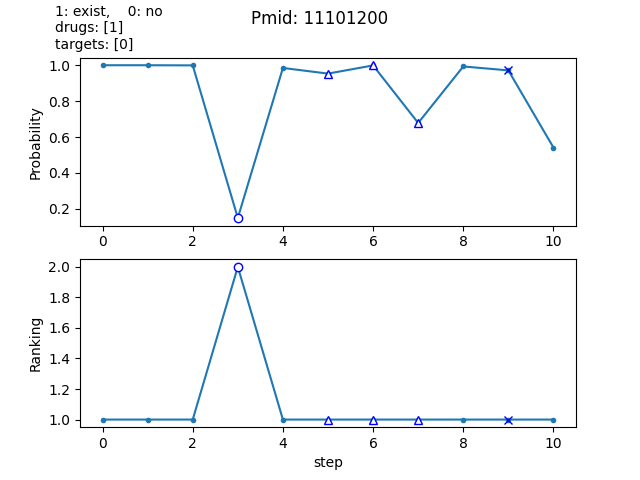 1: exist,    0: no
drugs: [1]
targets: [0]
Pmid: 11101200
Probability
1.0
0.8
0.6
0.4
0.2
0 2 4 6 8 10
Ranking
2.0
1.8
1.6
1.4
1.2
1.0
0 2 4 6 8 10
step